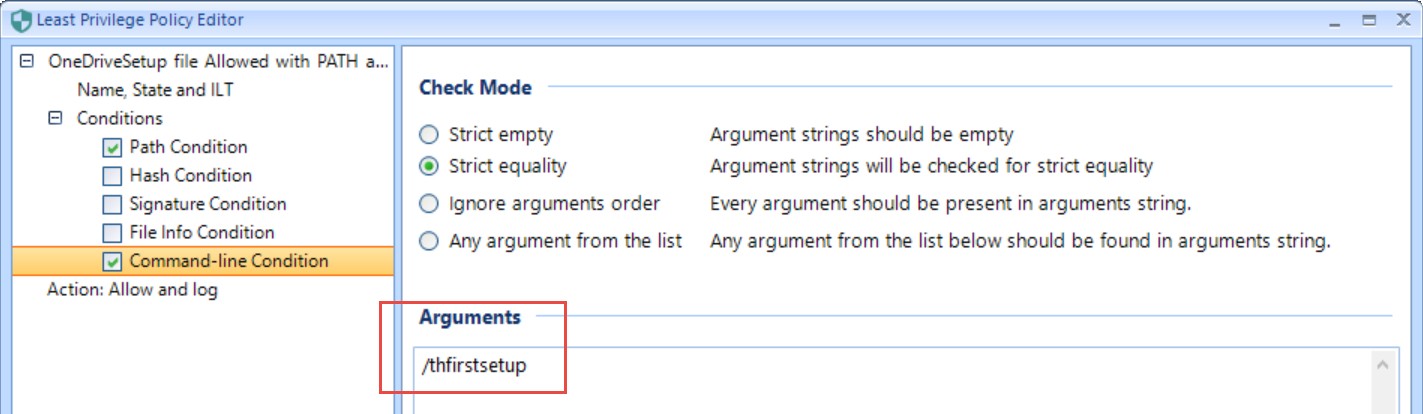 Least Privilege Policy Editor
OneDriveSetup file Allowed with PATH a...
Name, State and ILT
Conditions
Path Condition
Hash Condition
Signature Condition
File Info Condition
Command-line Condition
Action: Allow and log
Check Mode
Strict empty Argument strings should be empty
Strict equality Argument strings will be checked for strict equality
Ignore arguments order Every argument should be present in arguments string.
Any argument from the list Any argument from the list below should be found in arguments string.
Arguments
/thfirstsetup